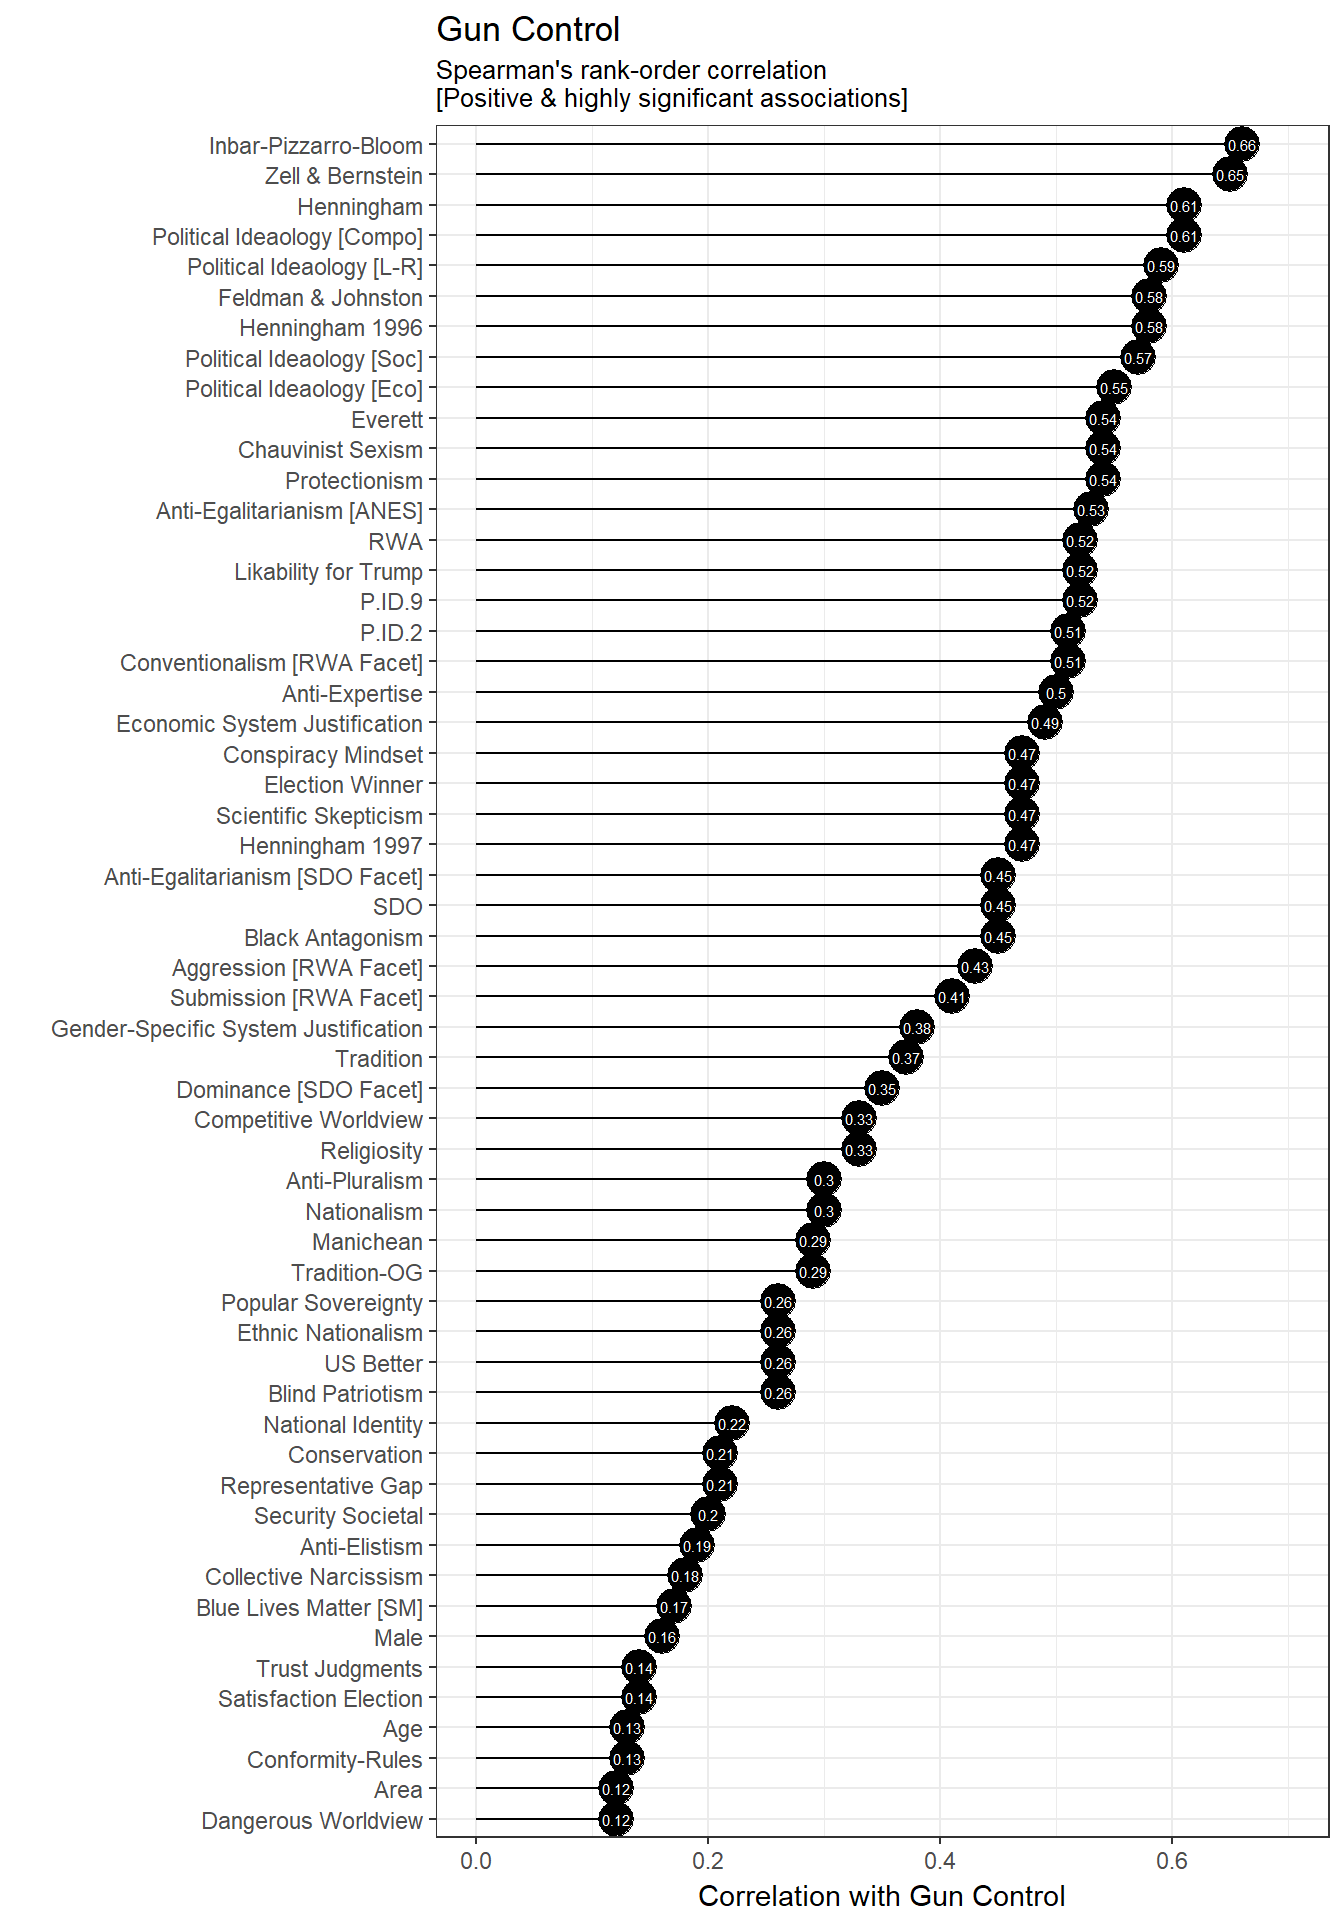 Gun Control
Spearman's rank-order correlation
[Positive & highly significant associations]
Inbar-Pizzarro-Bloom 0.66
Zell & Bernstein 0.65
Henningham 0.61
Political Ideaology [Compo] 0.61
Political Ideaology [L-R] 0.59
Feldman & Johnston 0.58
Henningham 1996 0.58
Political Ideaology [Soc] 0.57
Political Ideaology [Eco] 0.55
Everett 0.54
Chauvinist Sexism 0.54
Protectionism 0.54
Anti-Egalitarianism [ANES] 0.53
RWA 0.52
Likability for Trump 0.52
P.ID.9 0.52
P.ID.2 0.51
Conventionalism [RWA Facet] 0.51
Anti-Expertise 0.5
Economic System Justification 0.49
Conspiracy Mindset 0.47
Election Winner 0.47
Scientific Skepticism 0.47
Henningham 1997 0.47
Anti-Egalitarianism [SDO Facet] 0.45
SDO 0.45
Black Antagonism 0.45
Aggression [RWA Facet] 0.43
Submission [RWA Facet] 0.41
Gender-Specific System Justification 0.38
Tradition 0.37
Dominance [SDO Facet] 0.35
Competitive Worldview 0.33
Religiosity 0.33
Anti-Pluralism 0.3
Nationalism 0.3
Manichean 0.29
Tradition-OG 0.29
Popular Sovereignty 0.26
Ethnic Nationalism 0.26
US Better 0.26
Blind Patriotism 0.26
National Identity 0.22
Conservation 0.21
Representative Gap 0.21
Security Societal 0.2
Anti-Elistism 0.19
Collective Narcissism 0.18
Blue Lives Matter [SM] 0.17
Male 0.16
Trust Judgments 0.14
Satisfaction Election 0.14
Age 0.13
Conformity-Rules 0.13
Area 0.12
Dangerous Worldview 0.12
0.0 0.2 0.4 0.6
Correlation with Gun Control